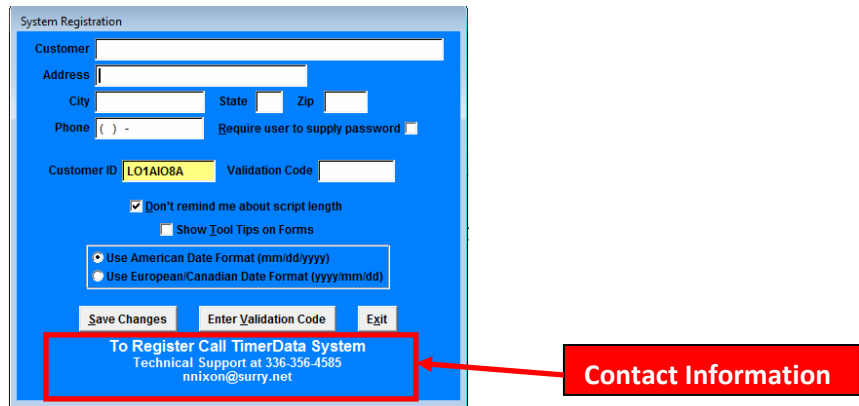 System Registration
Customer
Address
City State Zip
Phone ( ) - Require user to supply password
Customer ID LO1AIO8A Validation Code
Don't remind me about script length
Show Tool Tips on Forms
Use American Date Format (mm/dd/yyyy)
Use European/Canadian Date Format (yyyy/mm/dd)
Save Changes Enter Validation Code Exit
To Register Call TimerData System
Technical Support at 336-356-4585
nnixon@surry.net
Contact Information